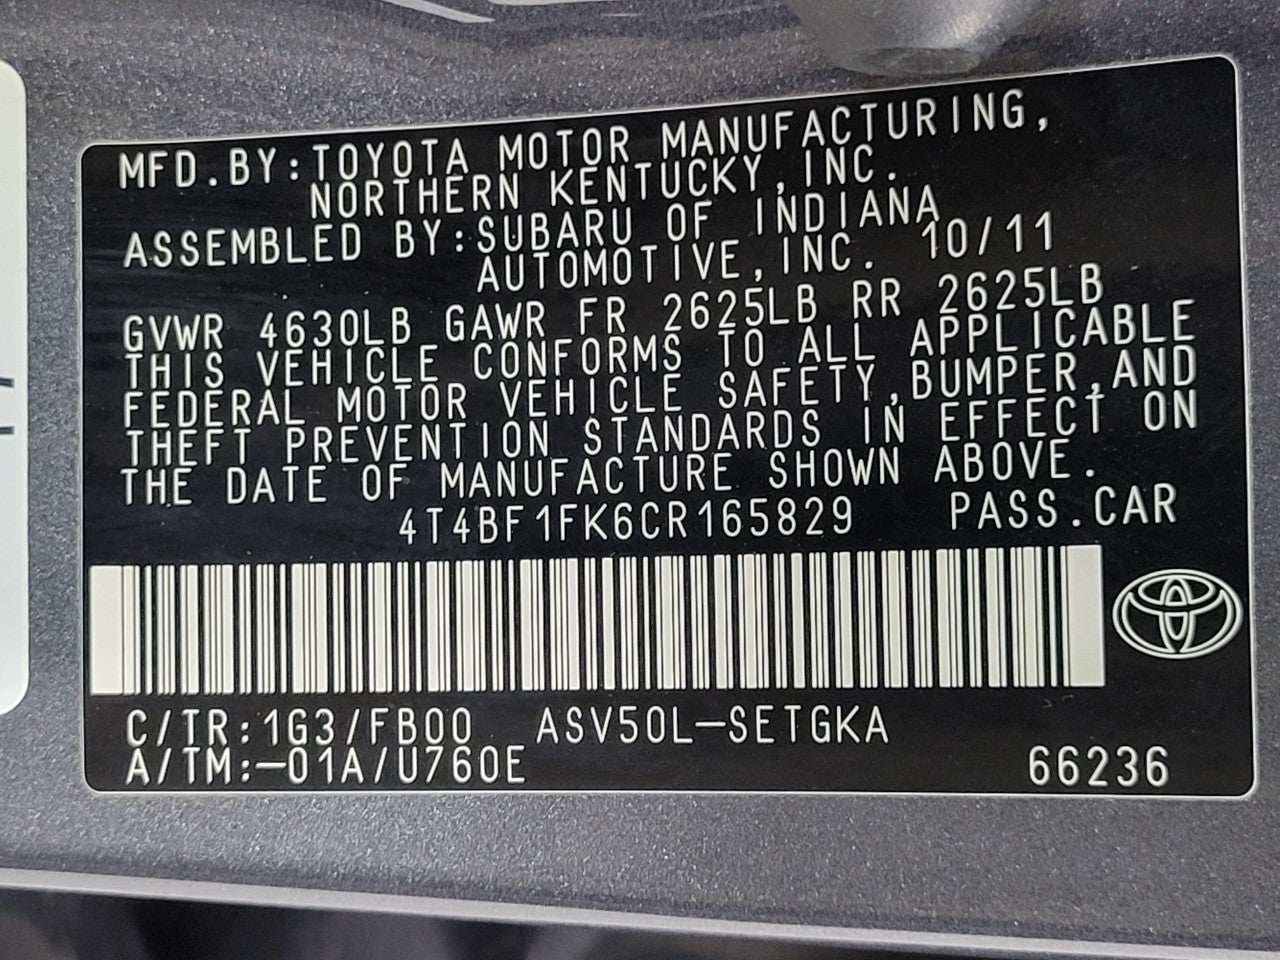 MFD.BY:TOYOTA MOTOR MANUFACTURING,
NORTHERN KENTUCKY,INC.
ASSEMBLED BY:SUBARU OF INDIANA
AUTOMOTIVE,INC. 10/11
GVWR 4630LB GAWR FR 2625LB RR 2625LB
THIS VEHICLE CONFORMS TO ALL APPLICABLE
FEDERAL MOTOR VEHICLE SAFETY,BUMPER,AND
THEFT PREVENTION STANDARDS IN EFFECT ON
THE DATE OF MANUFACTURE SHOWN ABOVE.
4T4BF1FK6CR165829 PASS.CAR
C/TR:1G3/FB00 ASV50L-SETGKA
A/TM:-01A/U760E 66236